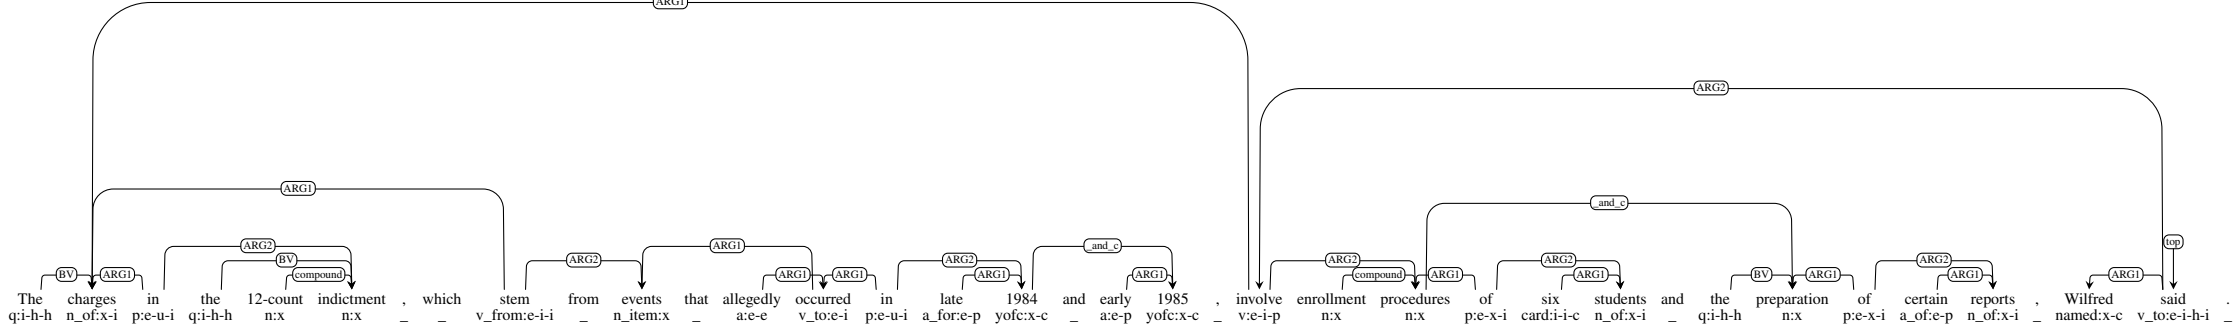 ARG1
ARG2
ARG1
_and_c
ARG2 ARG1 _and_c top
BV ARG2 ARG2 ARG2 ARG2 ARG2
BV ARG1 compound ARG1 ARG1 ARG1 ARG1 compound ARG1 ARG1 BV ARG1 ARG1 ARG1
The charges in the 12-count indictment , which stem from events that allegedly occurred in late 1984 and early 1985 , involve enrollment procedures of six students and the preparation of certain reports , Wilfred said .
q:i-h-h n_of:x-i p:e-u-i q:i-h-h n:x n:x _ _ v_from:e-i-i _ n_item:x _ a:e-e v_to:e-i p:e-u-i a_for:e-p yofc:x-c _ a:e-p yofc:x-c _ v:e-i-p n:x n:x p:e-x-i card:i-i-c n_of:x-i _ q:i-h-h n:x p:e-x-i a_of:e-p n_of:x-i _ named:x-c v_to:e-i-h-i _